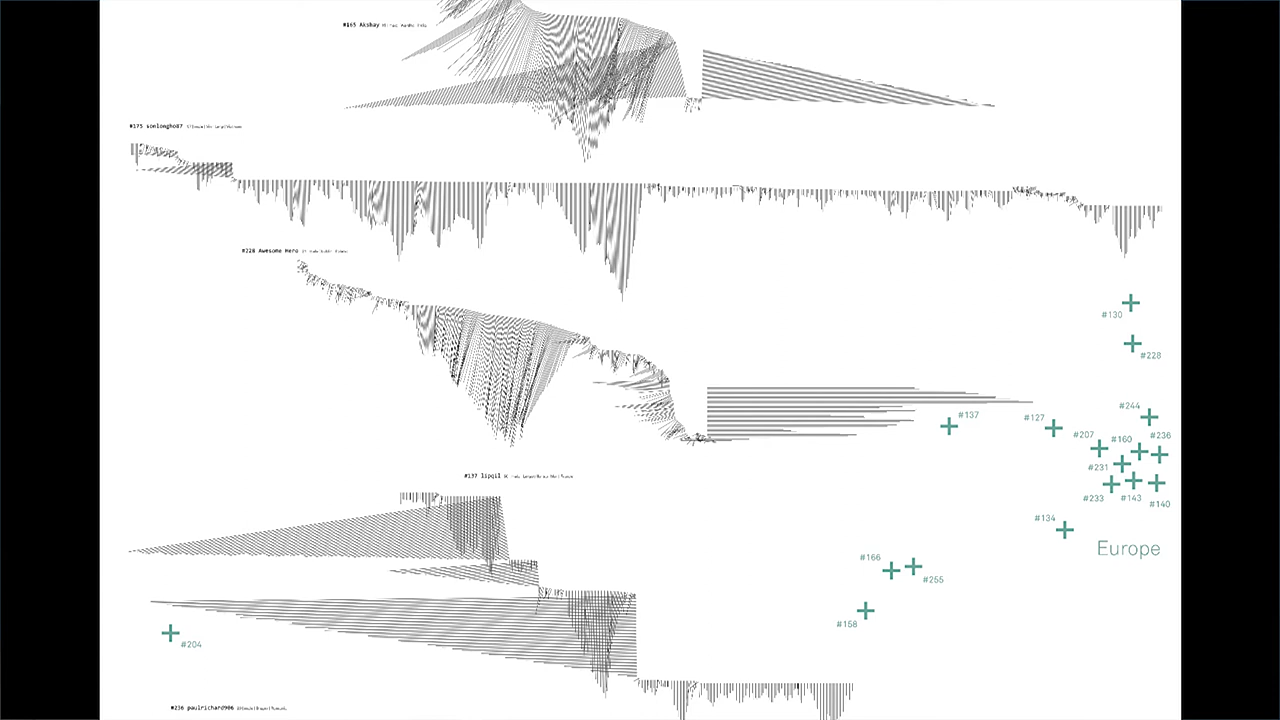 #165 Akshay
#175 sonlongho87
#228 Awesome Hero
#130
#228
#244
#137
#127
#207
#160
#236
#231
#137 lipqil
#233
#143
#140
#134
Europe
#166
#255
#158
#204
#236 paulrichard906